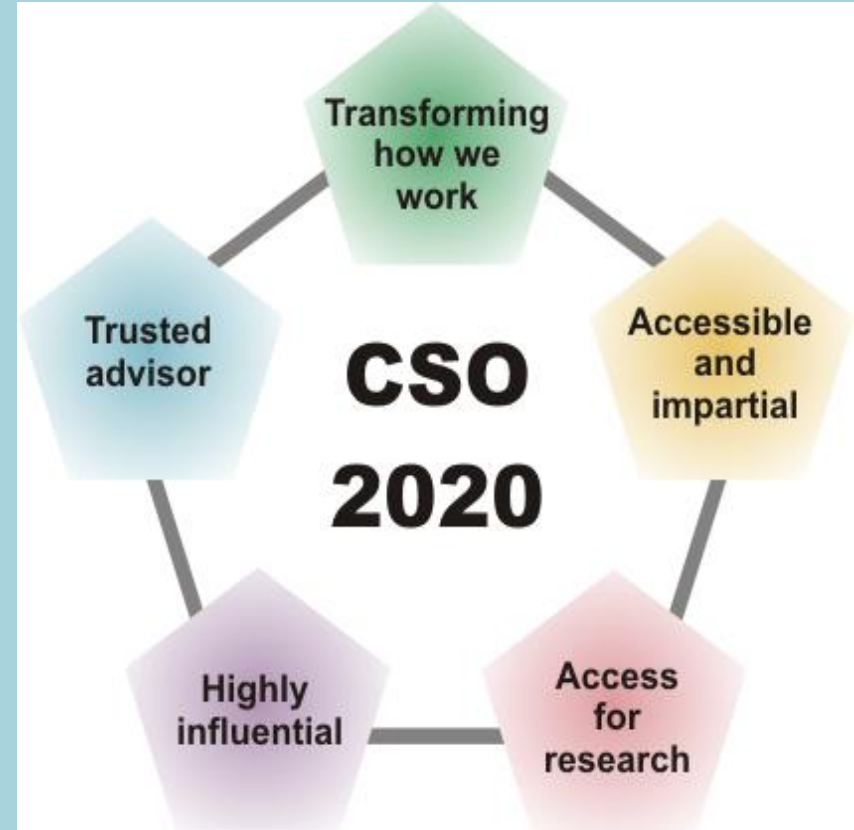 Transforming
how we
work
Trusted
advisor
CSO
2020
Accessible
and
impartial
Highly
influential
Access
for
research